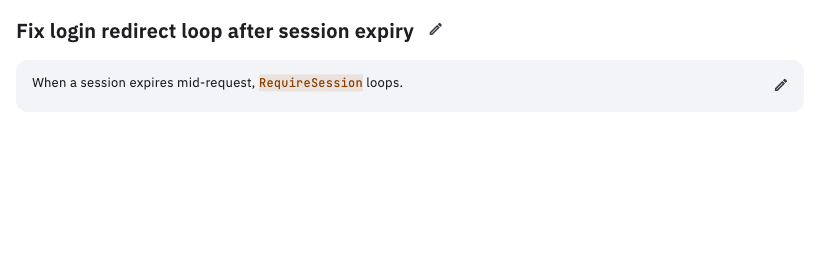 Fix login redirect loop after session expiry
When a session expires mid-request, RequireSession loops.